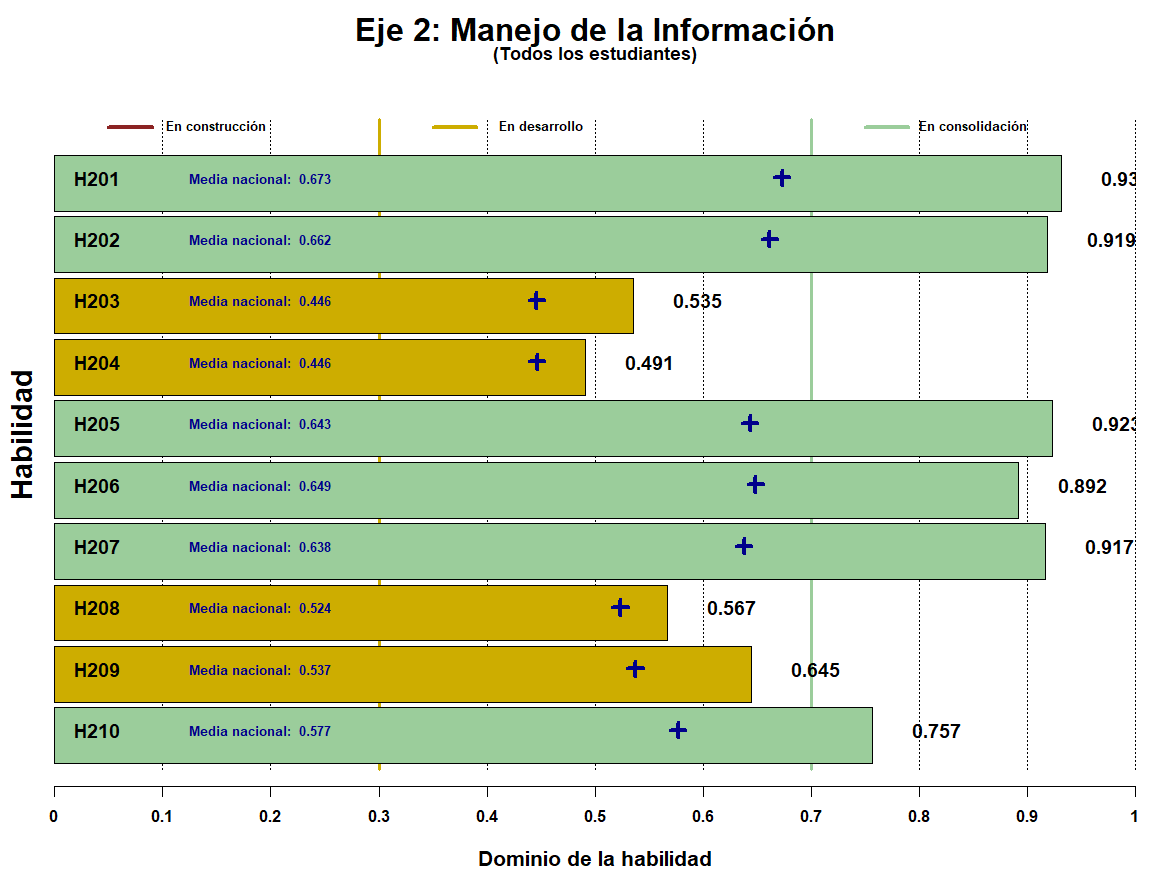 Eje 2: Manejo de la Información
(Todos los estudiantes)
En construcción En desarrollo En consolidación
H201 Media nacional: 0.673 0.93
H202 Media nacional: 0.662 0.919
H203 Media nacional: 0.446 0.535
H204 Media nacional: 0.446 0.491
H205 Media nacional: 0.643 0.923
H206 Media nacional: 0.649 0.892
H207 Media nacional: 0.638 0.917
H208 Media nacional: 0.524 0.567
H209 Media nacional: 0.537 0.645
H210 Media nacional: 0.577 0.757
Habilidad
0 0.1 0.2 0.3 0.4 0.5 0.6 0.7 0.8 0.9 1
Dominio de la habilidad